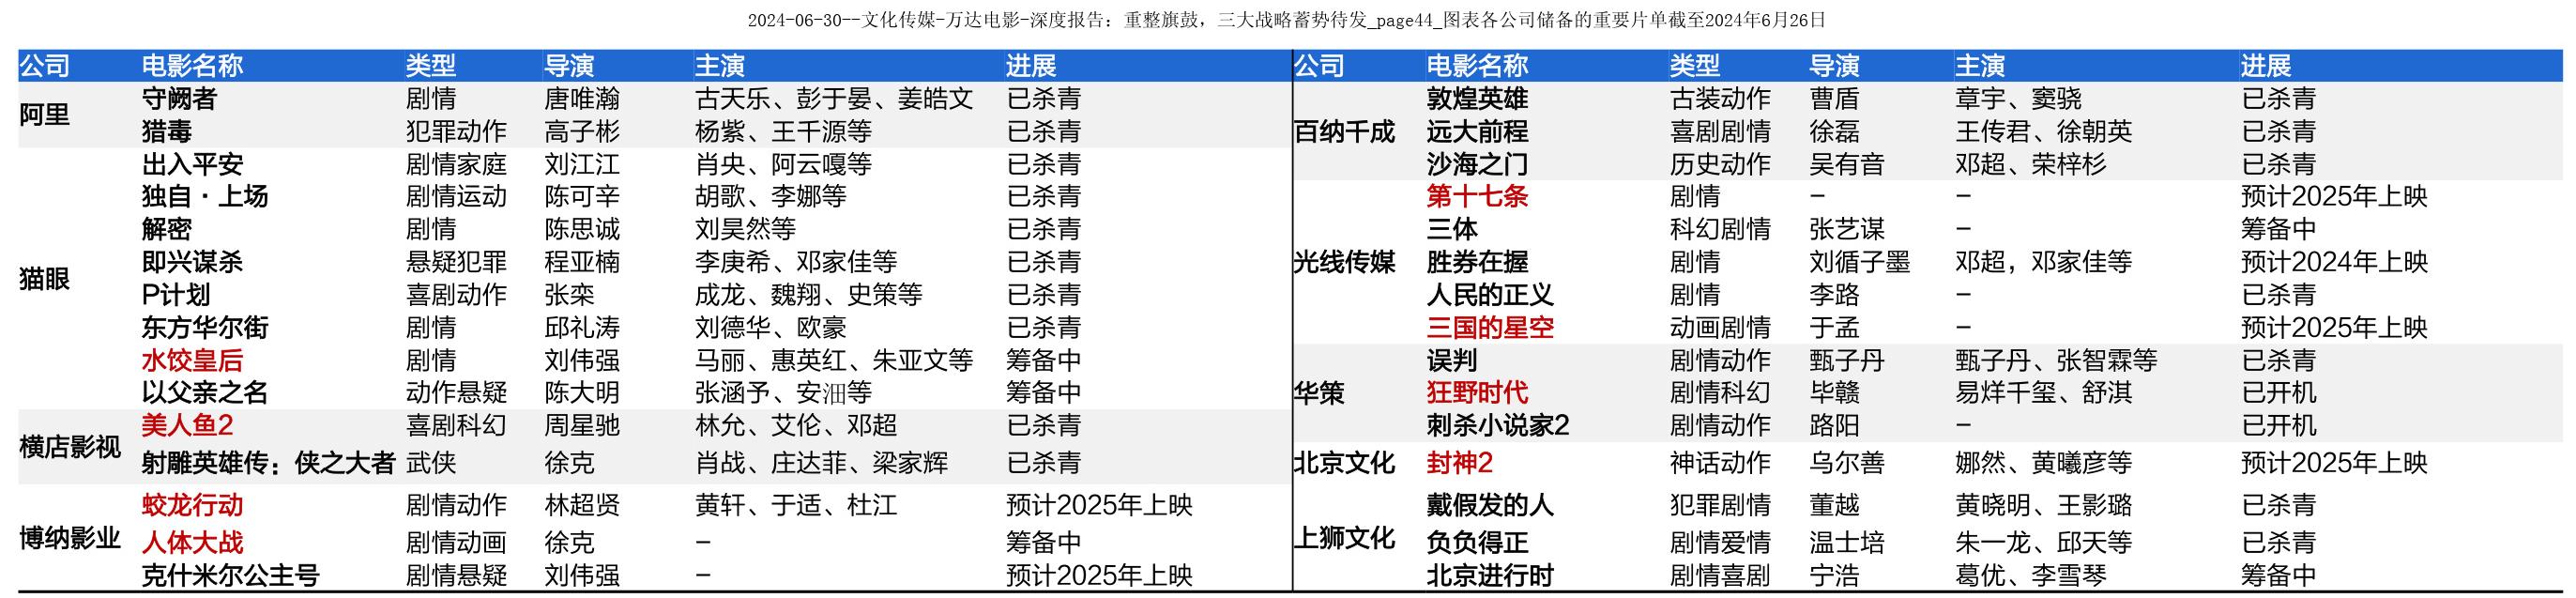 2024-06-30--文化传媒-万达电影-深度报告：重整旗鼓，三大战略蓄势待发_page44_图表各公司储备的重要片单截至2024年6月26日
公司 电影名称 类型 导演 主演 进展 公司 电影名称 类型 导演 主演 进展
阿里 守阙者 剧情 唐唯瀚 古天乐、彭于晏、姜皓文 已杀青 百纳千成 敦煌英雄 古装动作 曹盾 章宇、窦骁 已杀青
猎毒 犯罪动作 高子彬 杨紫、王千源等 已杀青 远大前程 喜剧剧情 徐磊 王传君、徐朝英 已杀青
猫眼 出入平安 剧情家庭 刘江江 肖央、阿云嘎等 已杀青 沙海之门 历史动作 吴有音 邓超、荣梓杉 已杀青
独自·上场 剧情运动 陈可辛 胡歌、李娜等 已杀青 光线传媒 第十七条 剧情 – – 预计2025年上映
解密 剧情 陈思诚 刘昊然等 已杀青 三体 科幻剧情 张艺谋 – 筹备中
即兴谋杀 悬疑犯罪 程亚楠 李庚希、邓家佳等 已杀青 胜券在握 剧情 刘循子墨 邓超，邓家佳等 预计2024年上映
P计划 喜剧动作 张栾 成龙、魏翔、史策等 已杀青 人民的正义 剧情 李路 – 已杀青
东方华尔街 剧情 邱礼涛 刘德华、欧豪 已杀青 三国的星空 动画剧情 于孟 – 预计2025年上映
水饺皇后 剧情 刘伟强 马丽、惠英红、朱亚文等 筹备中 华策 误判 剧情动作 甄子丹 甄子丹、张智霖等 已杀青
以父亲之名 动作悬疑 陈大明 张涵予、安沺等 筹备中 狂野时代 剧情科幻 毕赣 易烊千玺、舒淇 已开机
横店影视 美人鱼2 喜剧科幻 周星驰 林允、艾伦、邓超 已杀青 刺杀小说家2 剧情动作 路阳 – 已开机
射雕英雄传：侠之大者 武侠 徐克 肖战、庄达菲、梁家辉 已杀青 北京文化 封神2 神话动作 乌尔善 娜然、黄曦彦等 预计2025年上映
博纳影业 蛟龙行动 剧情动作 林超贤 黄轩、于适、杜江 预计2025年上映 上狮文化 戴假发的人 犯罪剧情 董越 黄晓明、王影璐 已杀青
人体大战 剧情动画 徐克 – 筹备中 负负得正 剧情爱情 温士培 朱一龙、邱天等 已杀青
克什米尔公主号 剧情悬疑 刘伟强 – 预计2025年上映 北京进行时 剧情喜剧 宁浩 葛优、李雪琴 筹备中